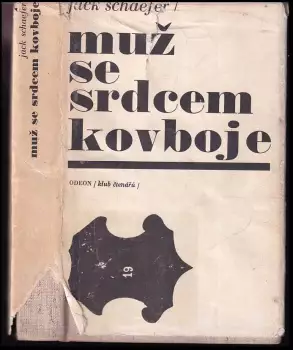 jack schaefer /
muž
se
srdcem
kovboje
ODEON / klub čtenářů /
19
jack schaefer
muž se srdcem kovboje